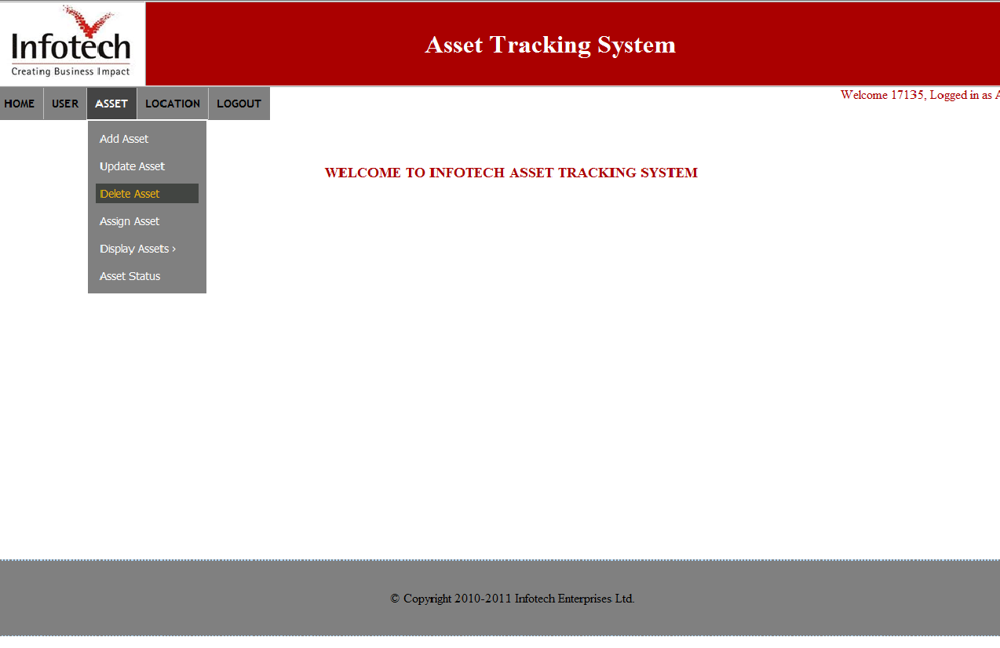 Infotech
Creating Business Impact
Asset Tracking System
HOME USER ASSET LOCATION LOGOUT
Welcome 17135, Logged in as A
Add Asset
Update Asset
WELCOME TO INFOTECH ASSET TRACKING SYSTEM
Delete Asset
Assign Asset
Display Assets ›
Asset Status
© Copyright 2010-2011 Infotech Enterprises Ltd.